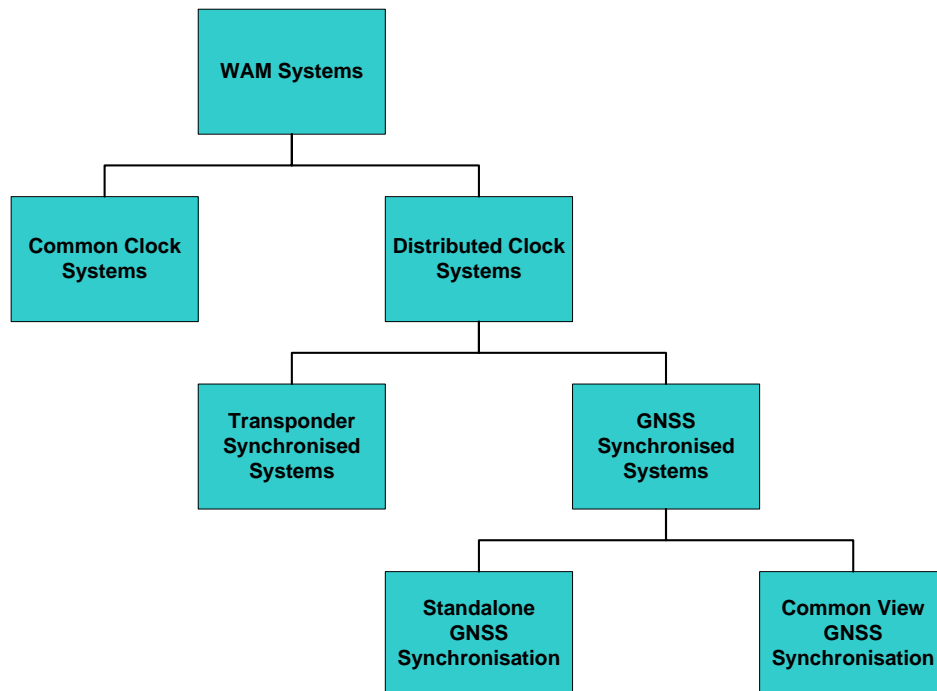 WAM Systems
Common Clock
Systems
Distributed Clock
Systems
Transponder
Synchronised
Systems
GNSS
Synchronised
Systems
Standalone
GNSS
Synchronisation
Common View
GNSS
Synchronisation